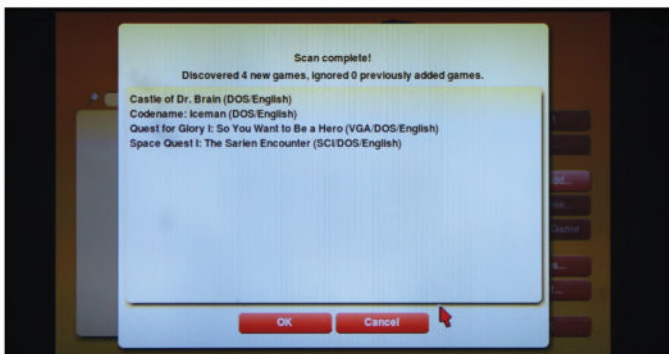 Scan complete!
Discovered 4 new games, ignored 0 previously added games.
Castle of Dr. Brain (DOS/English)
Codename: Iceman (DOS/English)
Quest for Glory I: So You Want to Be a Hero (VGA/DOS/English)
Space Quest I: The Sarien Encounter (SCI/DOS/English)
Game
OK
Cancel